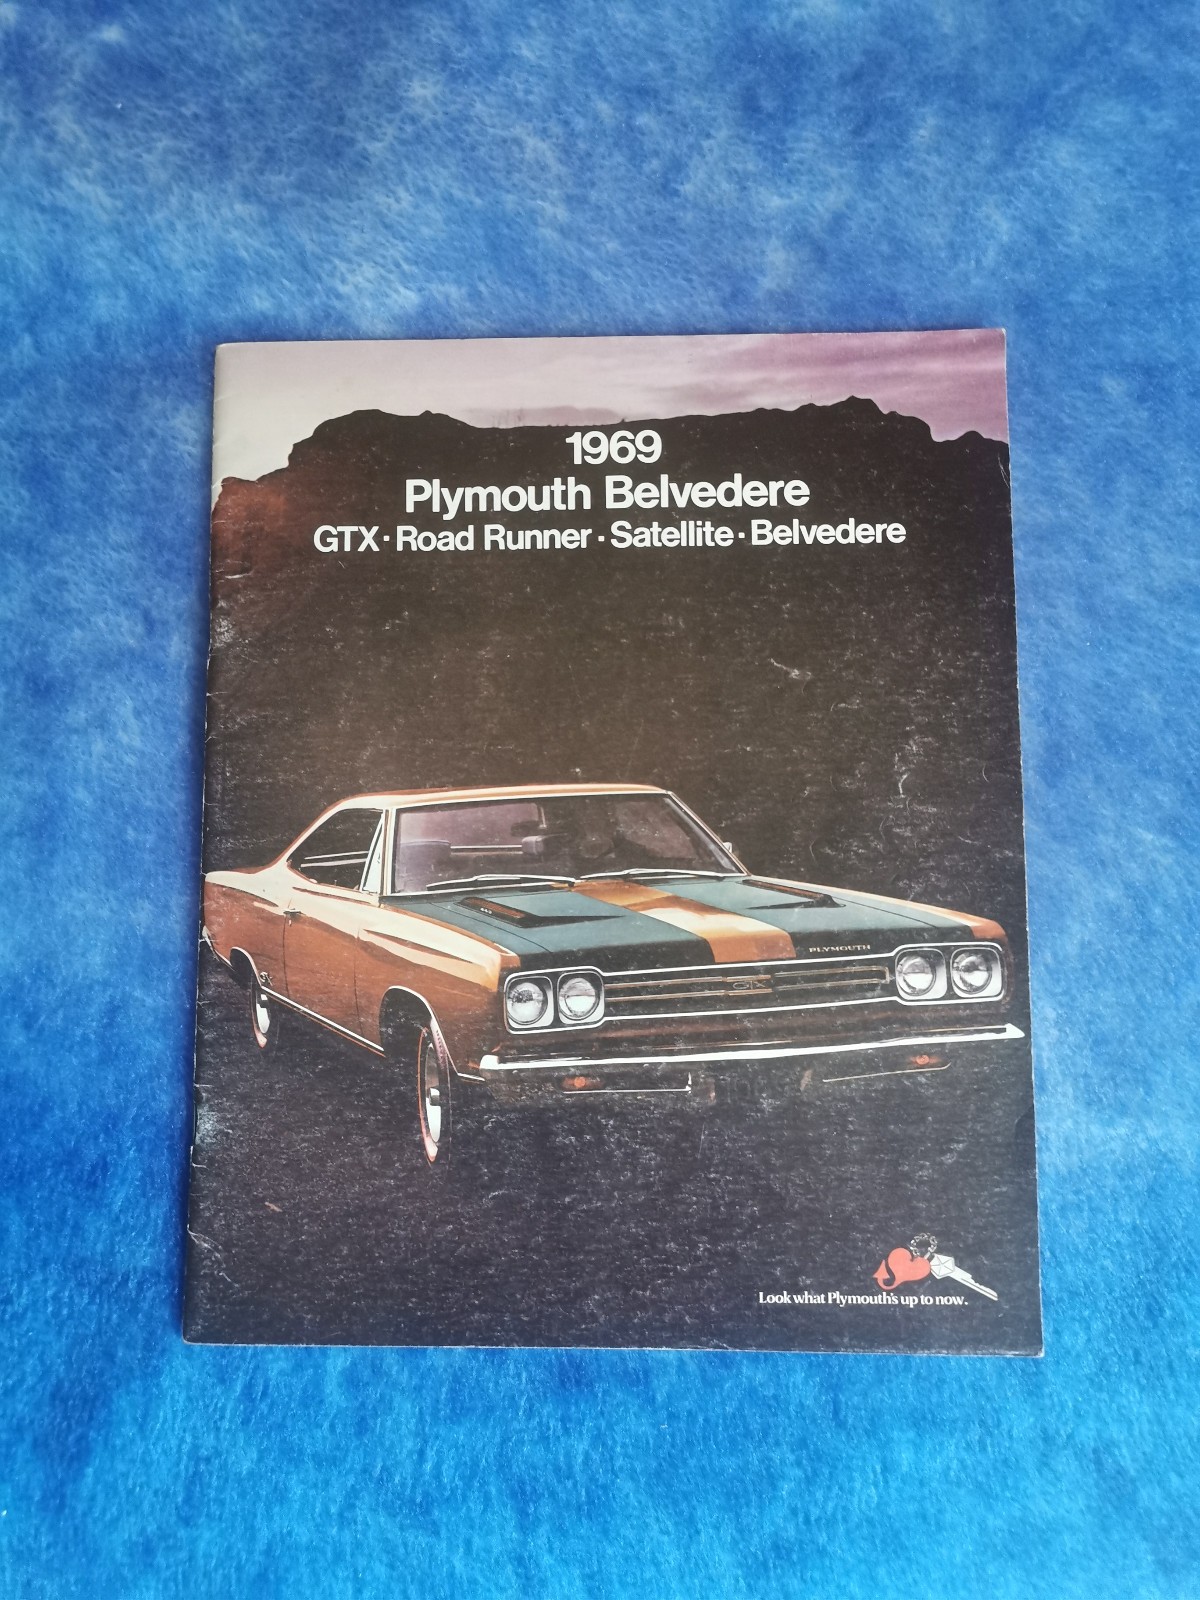 1969
Plymouth Belvedere
GTX · Road Runner · Satellite · Belvedere
PLYMOUTH
GTX
Look what Plymouth's up to now.